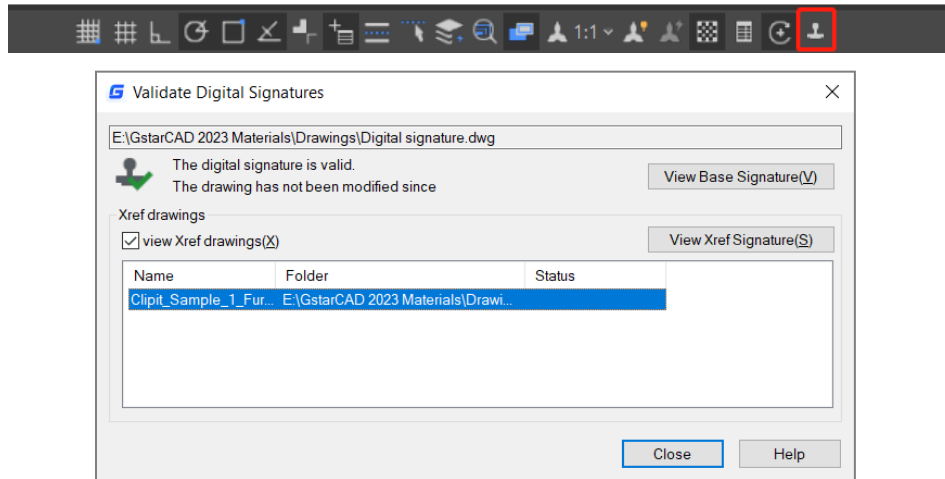 1:1
Validate Digital Signatures
E:\GstarCAD 2023 Materials\Drawings\Digital signature.dwg
The digital signature is valid.
The drawing has not been modified since
View Base Signature(V)
Xref drawings
view Xref drawings(X)
View Xref Signature(S)
Name Folder Status
Clipit_Sample_1_Fur... E:\GstarCAD 2023 Materials\Drawi...
Close Help